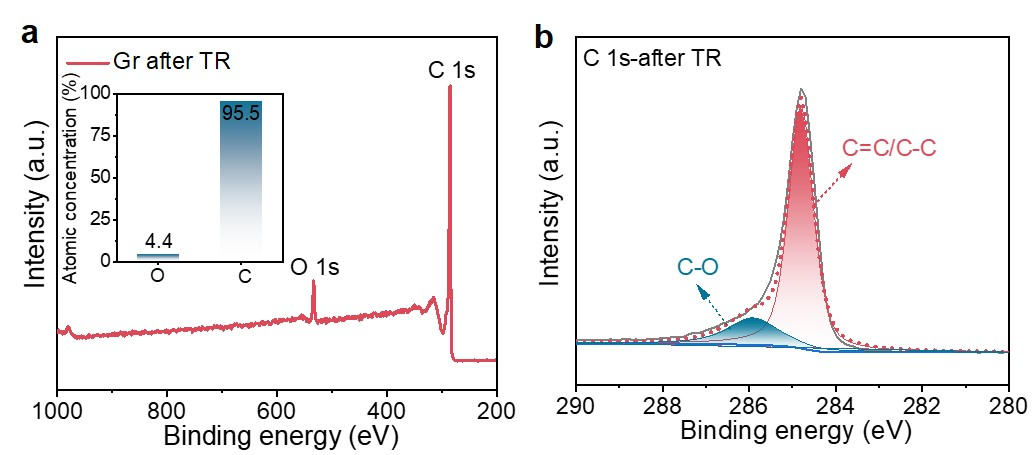 a
Gr after TR
C 1s
O 1s
Intensity (a.u.)
Atomic concentration (%)
100
75
50
25
0
95.5
4.4
O C
1000 800 600 400 200
Binding energy (eV)
b
C 1s-after TR
C=C/C-C
C-O
Intensity (a.u.)
290 288 286 284 282 280
Binding energy (eV)